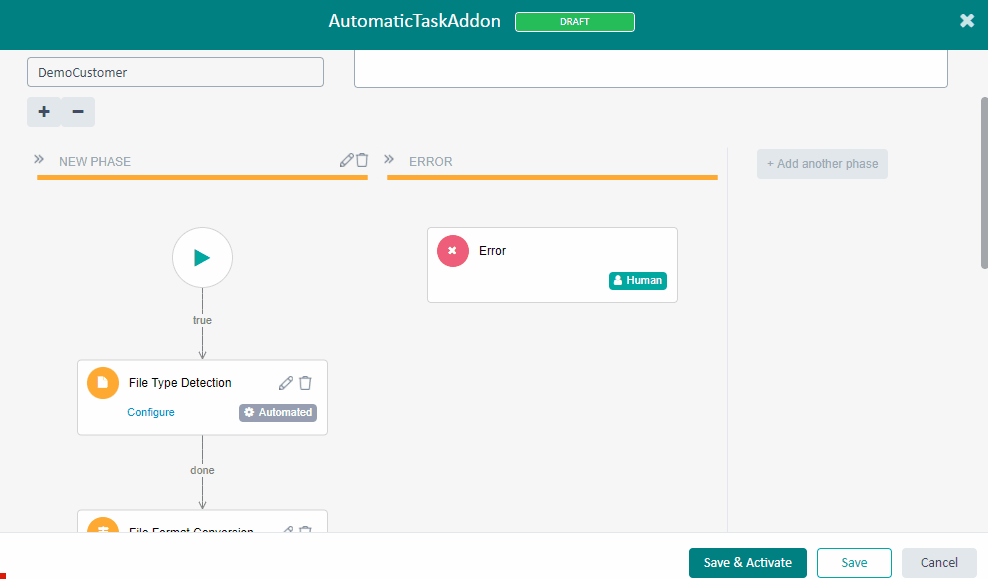 AutomaticTaskAddon DRAFT
DemoCustomer
NEW PHASE ERROR + Add another phase
Error
Human
true
File Type Detection
Configure Automated
done
File Format Conversion
Save & Activate Save Cancel